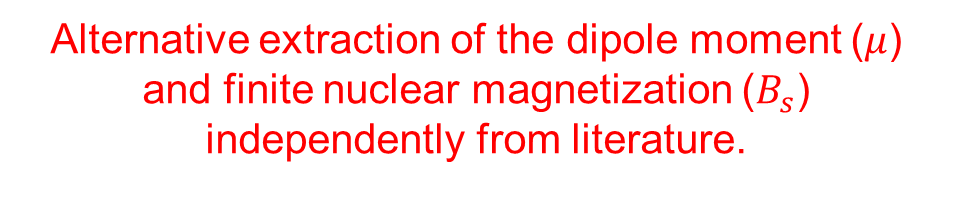 Alternative extraction of the dipole moment (μ)
and finite nuclear magnetization (Bₛ)
independently from literature.